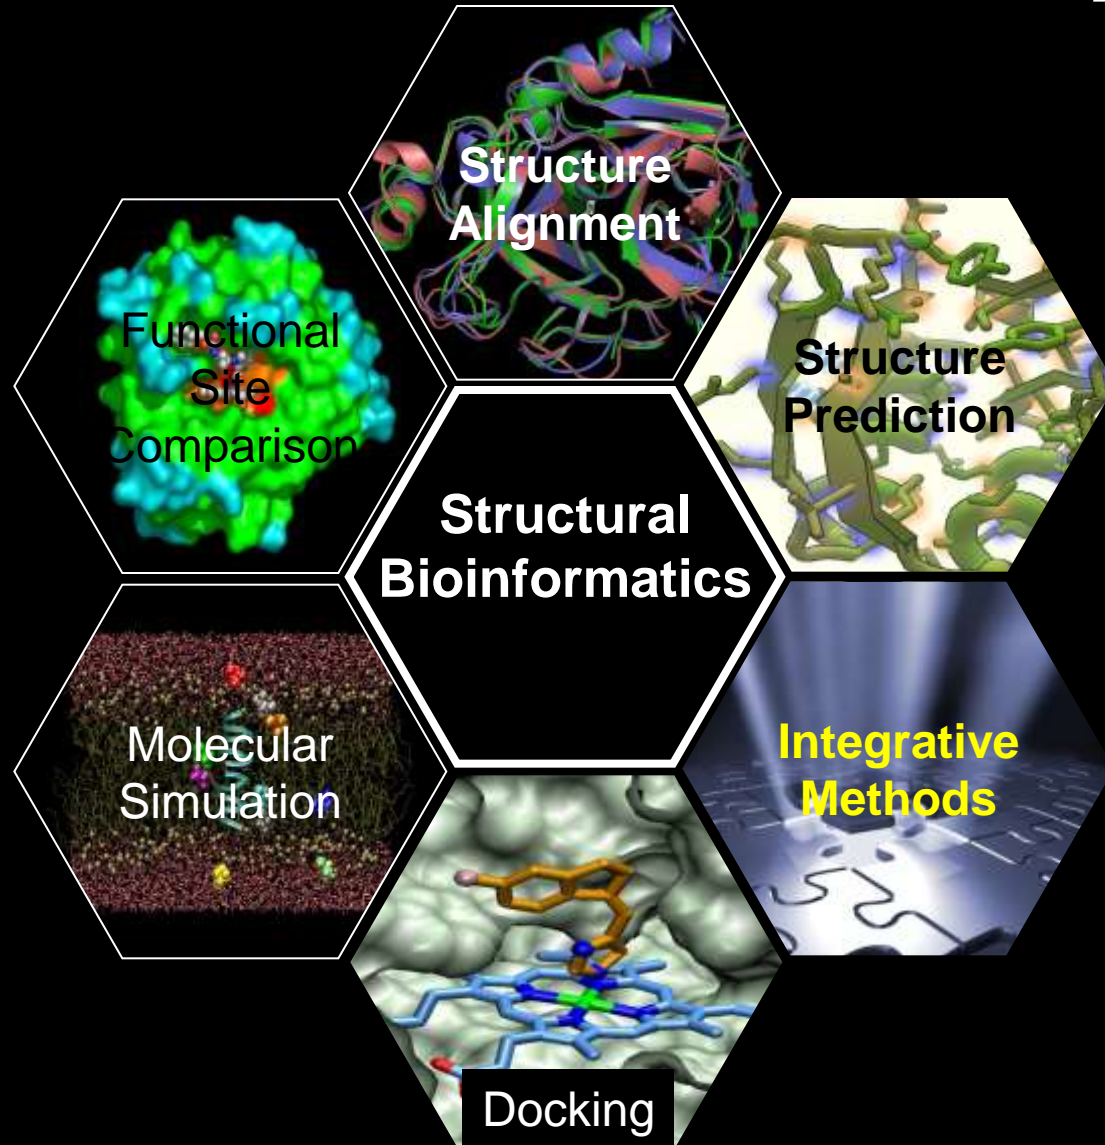 Structure
Alignment
Functional
Site
Comparison
Structure
Prediction
Structural
Bioinformatics
Molecular
Simulation
Integrative
Methods
Docking